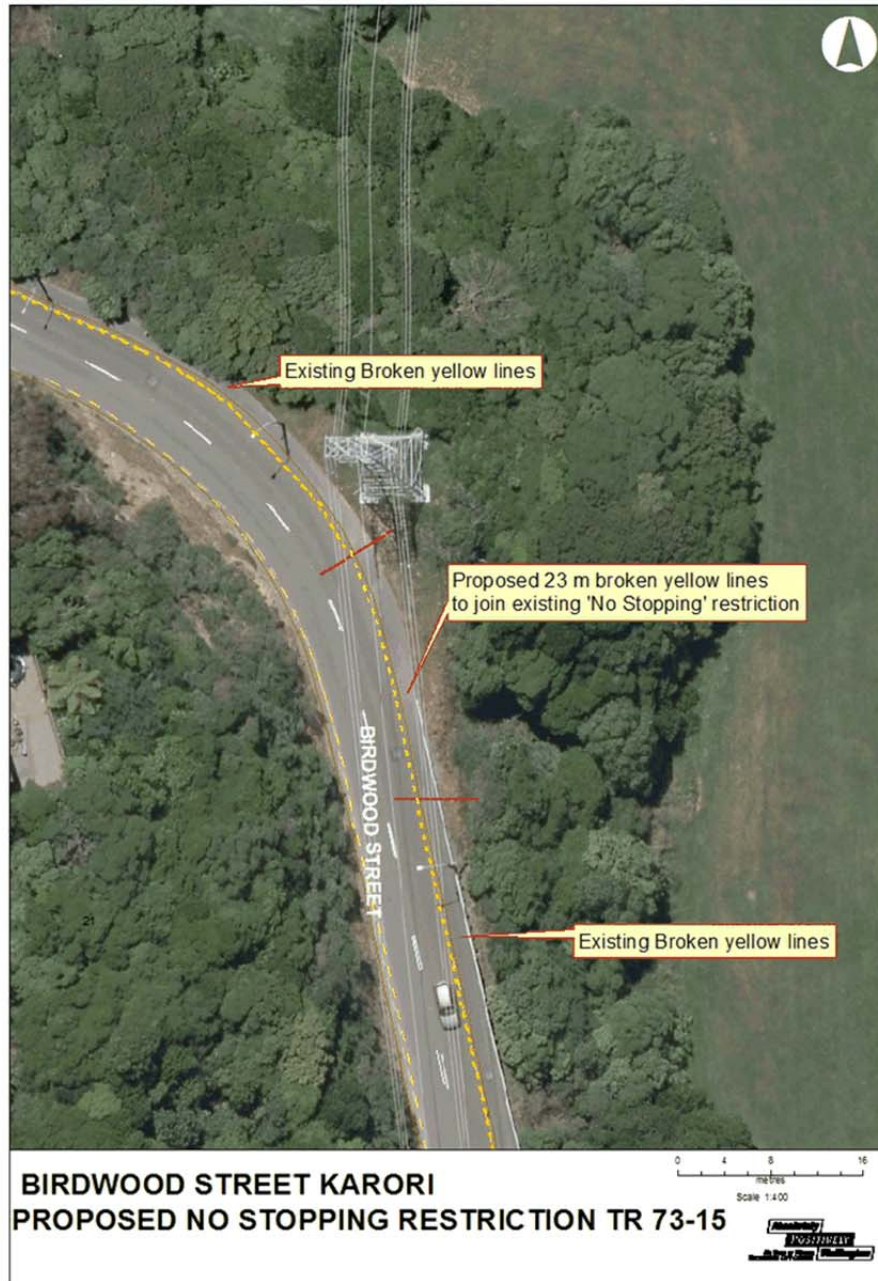 Existing Broken yellow lines
Proposed 23 m broken yellow lines
to join existing 'No Stopping' restriction
BIRDWOOD STREET
21
Existing Broken yellow lines
BIRDWOOD STREET KARORI
PROPOSED NO STOPPING RESTRICTION TR 73-15
0 4 8 16
metres
Scale 1:400
Absolutely
POSITIVELY
Wellington